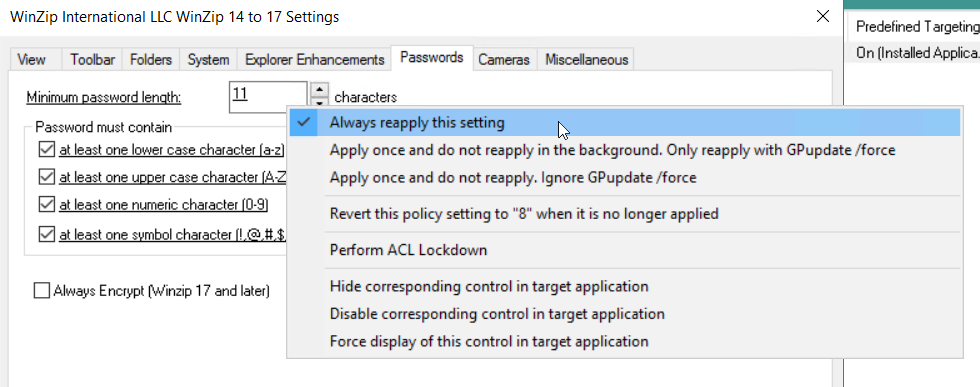 WinZip International LLC WinZip 14 to 17 Settings
Predefined Targeting
On (Installed Applica.
View Toolbar Folders System Explorer Enhancements Passwords Cameras Miscellaneous
Minimum password length: 11 characters
Password must contain
at least one lower case character (a-z)
at least one upper case character (A-Z
at least one numeric character (0-9)
at least one symbol character (!,@,#,$,
Always Encrypt (Winzip 17 and later)
Always reapply this setting
Apply once and do not reapply in the background. Only reapply with GPupdate /force
Apply once and do not reapply. Ignore GPupdate /force
Revert this policy setting to "8" when it is no longer applied
Perform ACL Lockdown
Hide corresponding control in target application
Disable corresponding control in target application
Force display of this control in target application